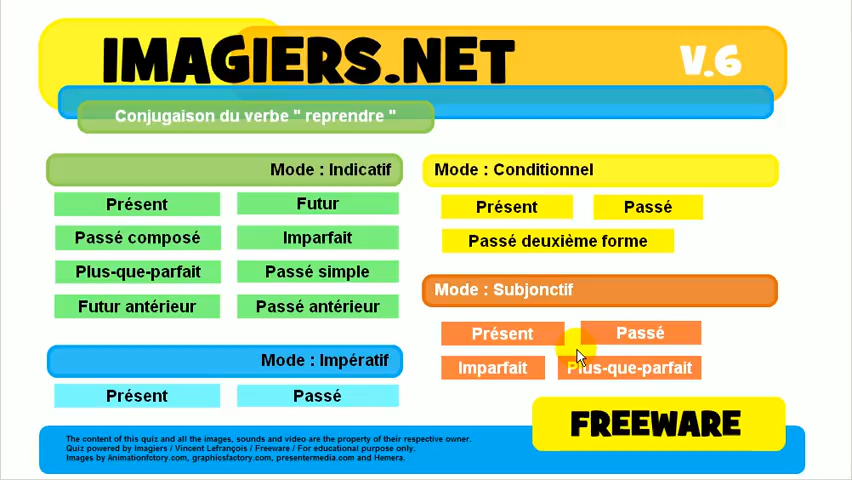 IMAGIERS.NET
V.6
Conjugaison du verbe " reprendre "
Mode : Indicatif
Présent
Futur
Passé composé
Imparfait
Plus-que-parfait
Passé simple
Futur antérieur
Passé antérieur
Mode : Impératif
Présent
Passé
Mode : Conditionnel
Présent
Passé
Passé deuxième forme
Mode : Subjonctif
Présent
Passé
Imparfait
Plus-que-parfait
FREEWARE
The content of this quiz and all the images, sounds and video are the property of their respective owner.
Quiz powered by Imagiers / Vincent Lefrançois / Freeware / For educational purpose only.
Images by Animationfctory.com, graphicsfactory.com, presentermedia.com and Hemera.